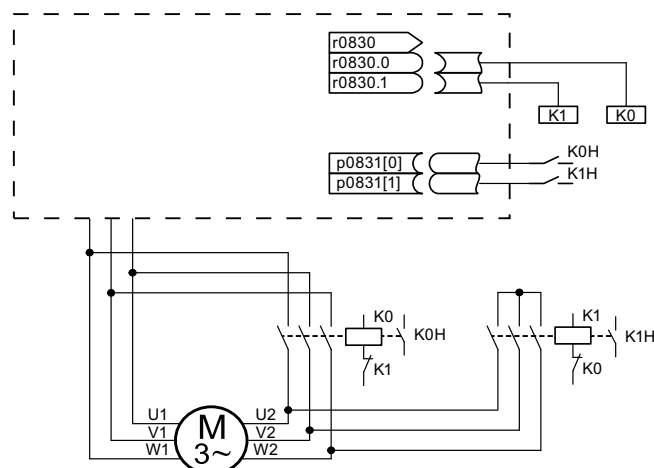 r0830
r0830.0
r0830.1
K1 K0
p0831[0] K0H
p0831[1] K1H
K0 K0H K1
K1 K1H K0
U1 U2
V1 M V2
W1 3~ W2